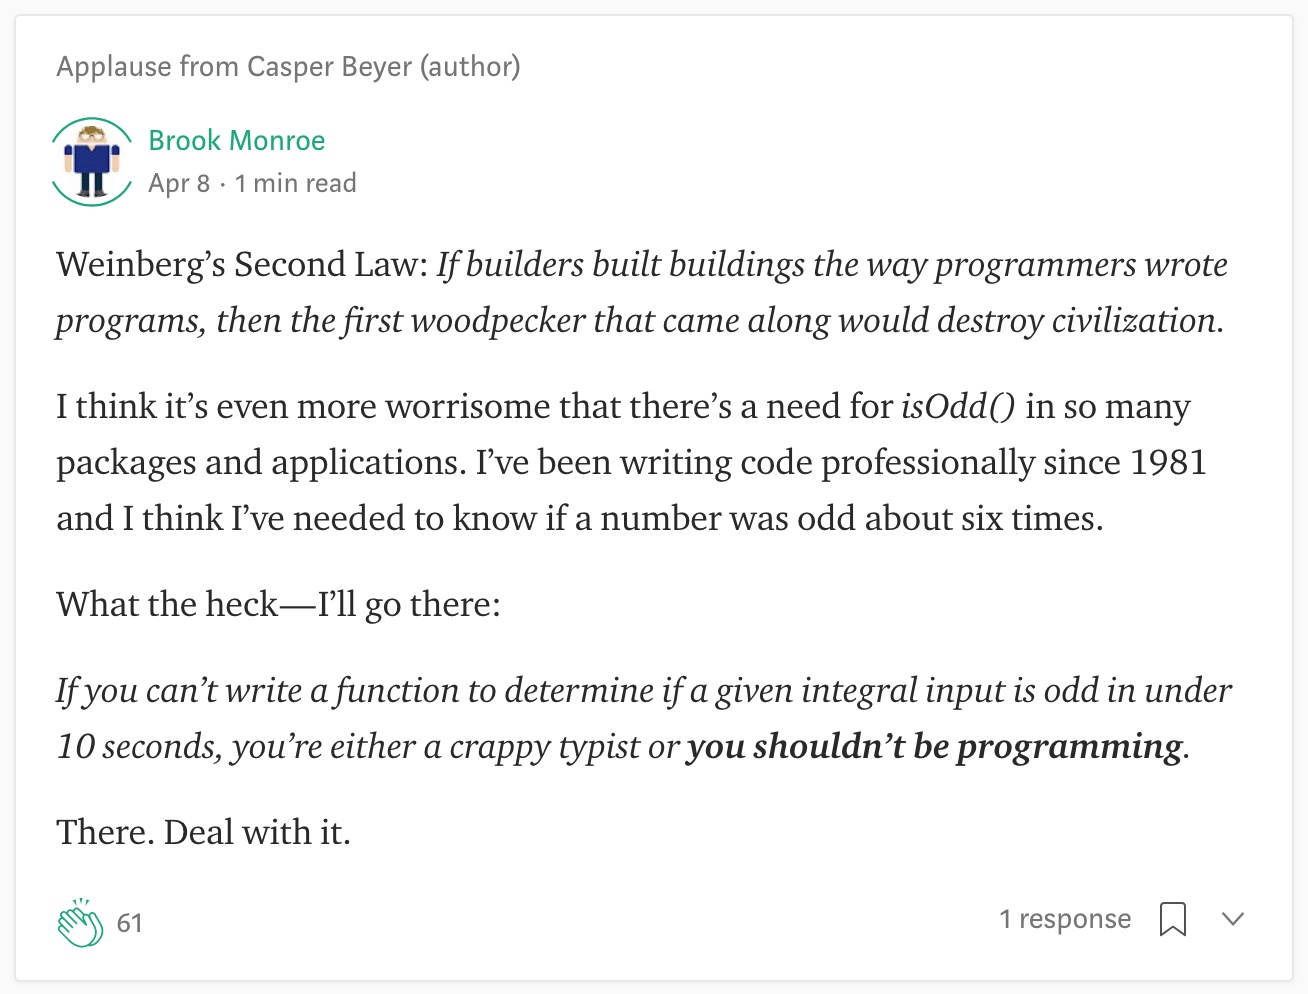 Applause from Casper Beyer (author)
Brook Monroe
Apr 8 · 1 min read
Weinberg’s Second Law: If builders built buildings the way programmers wrote
programs, then the first woodpecker that came along would destroy civilization.
I think it’s even more worrisome that there’s a need for isOdd() in so many
packages and applications. I’ve been writing code professionally since 1981
and I think I’ve needed to know if a number was odd about six times.
What the heck—I’ll go there:
If you can’t write a function to determine if a given integral input is odd in under
10 seconds, you’re either a crappy typist or you shouldn’t be programming.
There. Deal with it.
61
1 response